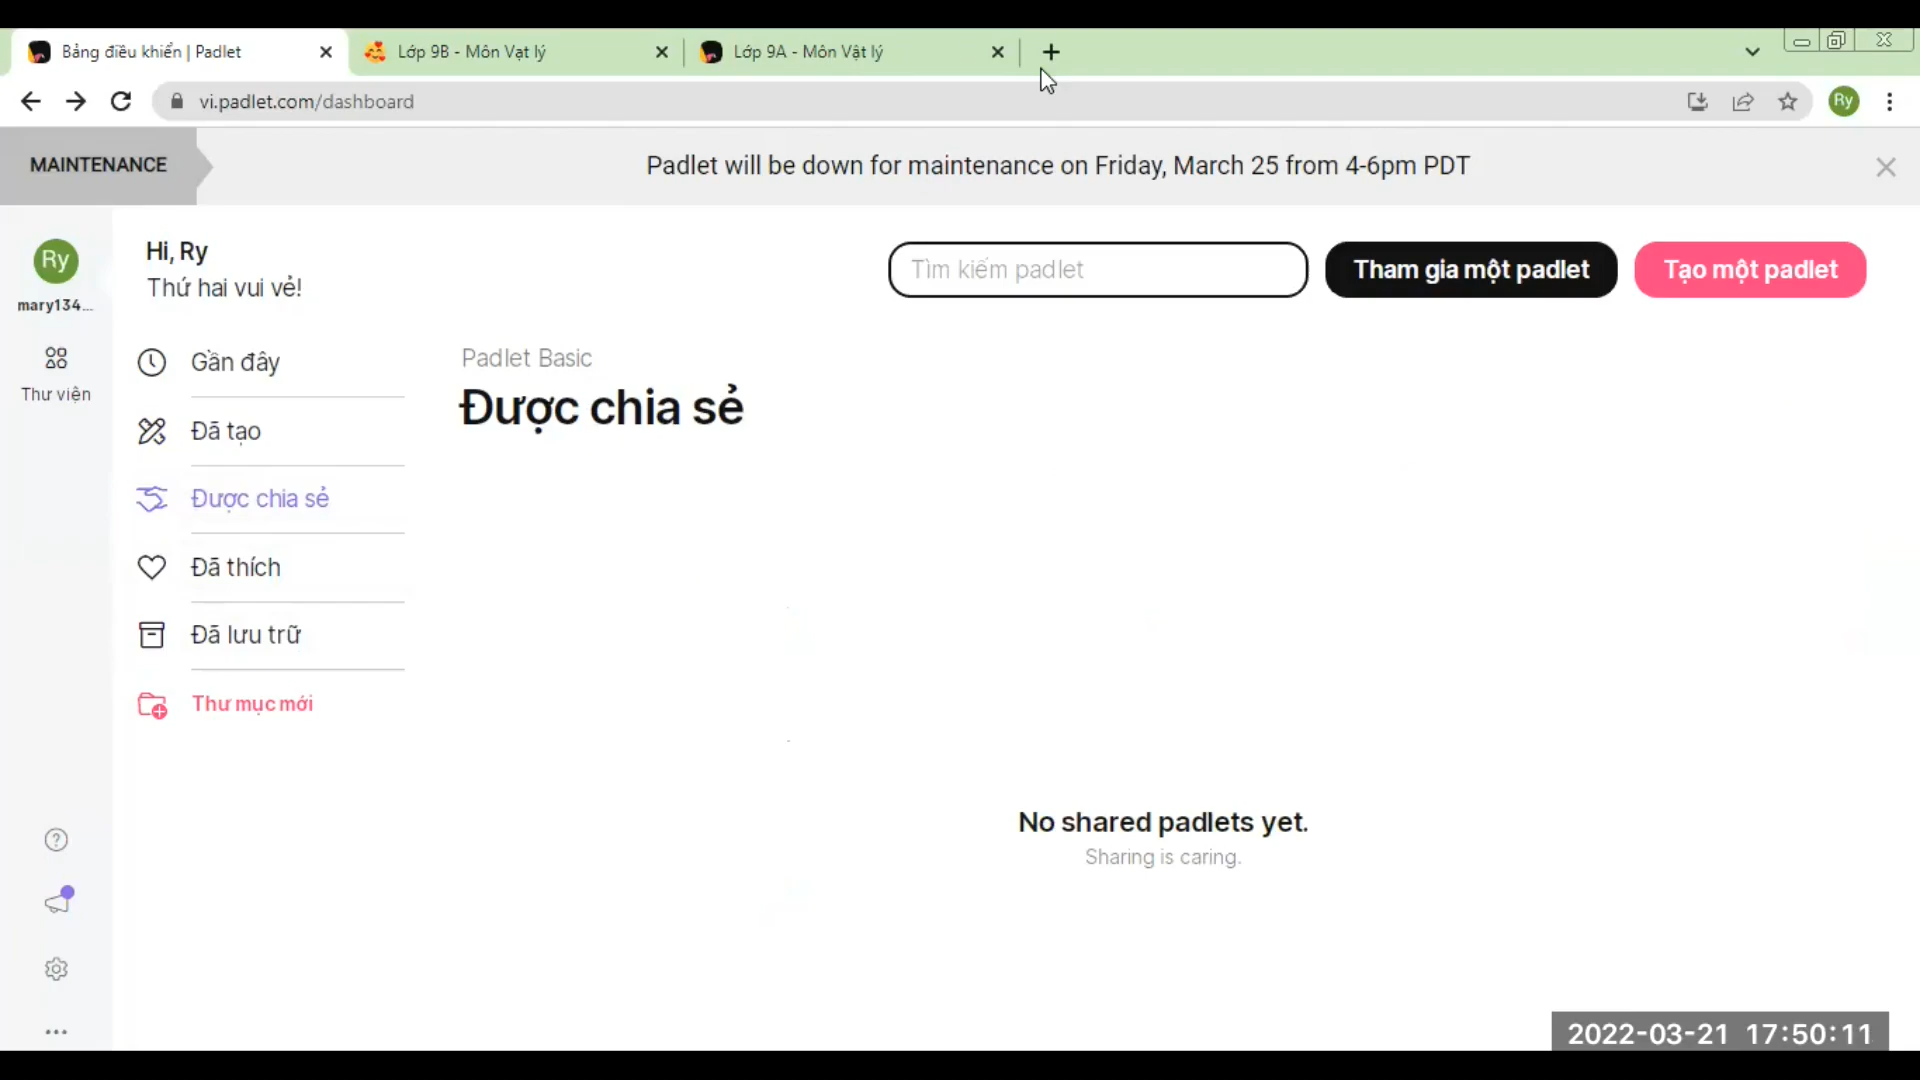 Bảng điều khiển | Padlet
Lớp 9B - Môn Vạt lý
Lớp 9A - Môn Vật lý
vi.padlet.com/dashboard
Ry
MAINTENANCE
Padlet will be down for maintenance on Friday, March 25 from 4-6pm PDT
Ry
mary134...
Thư viện
Hi, Ry
Thứ hai vui vẻ!
Tìm kiếm padlet
Tham gia một padlet
Tạo một padlet
Gần đây
Đã tạo
Được chia sẻ
Đã thích
Đã lưu trữ
Thư mục mới
Padlet Basic
Được chia sẻ
No shared padlets yet.
Sharing is caring.
2022-03-21 17:50:11